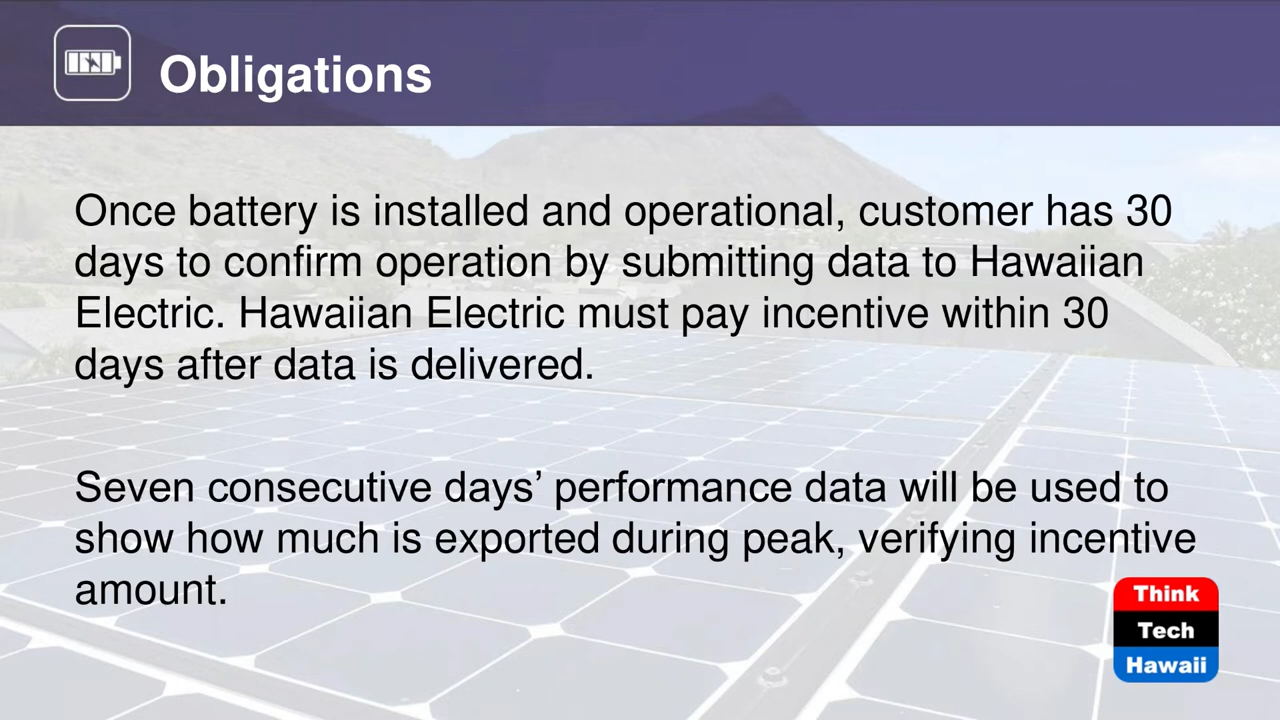 Obligations
Once battery is installed and operational, customer has 30
days to confirm operation by submitting data to Hawaiian
Electric. Hawaiian Electric must pay incentive within 30
days after data is delivered.
Seven consecutive days’ performance data will be used to
show how much is exported during peak, verifying incentive
amount.
Think
Tech
Hawaii